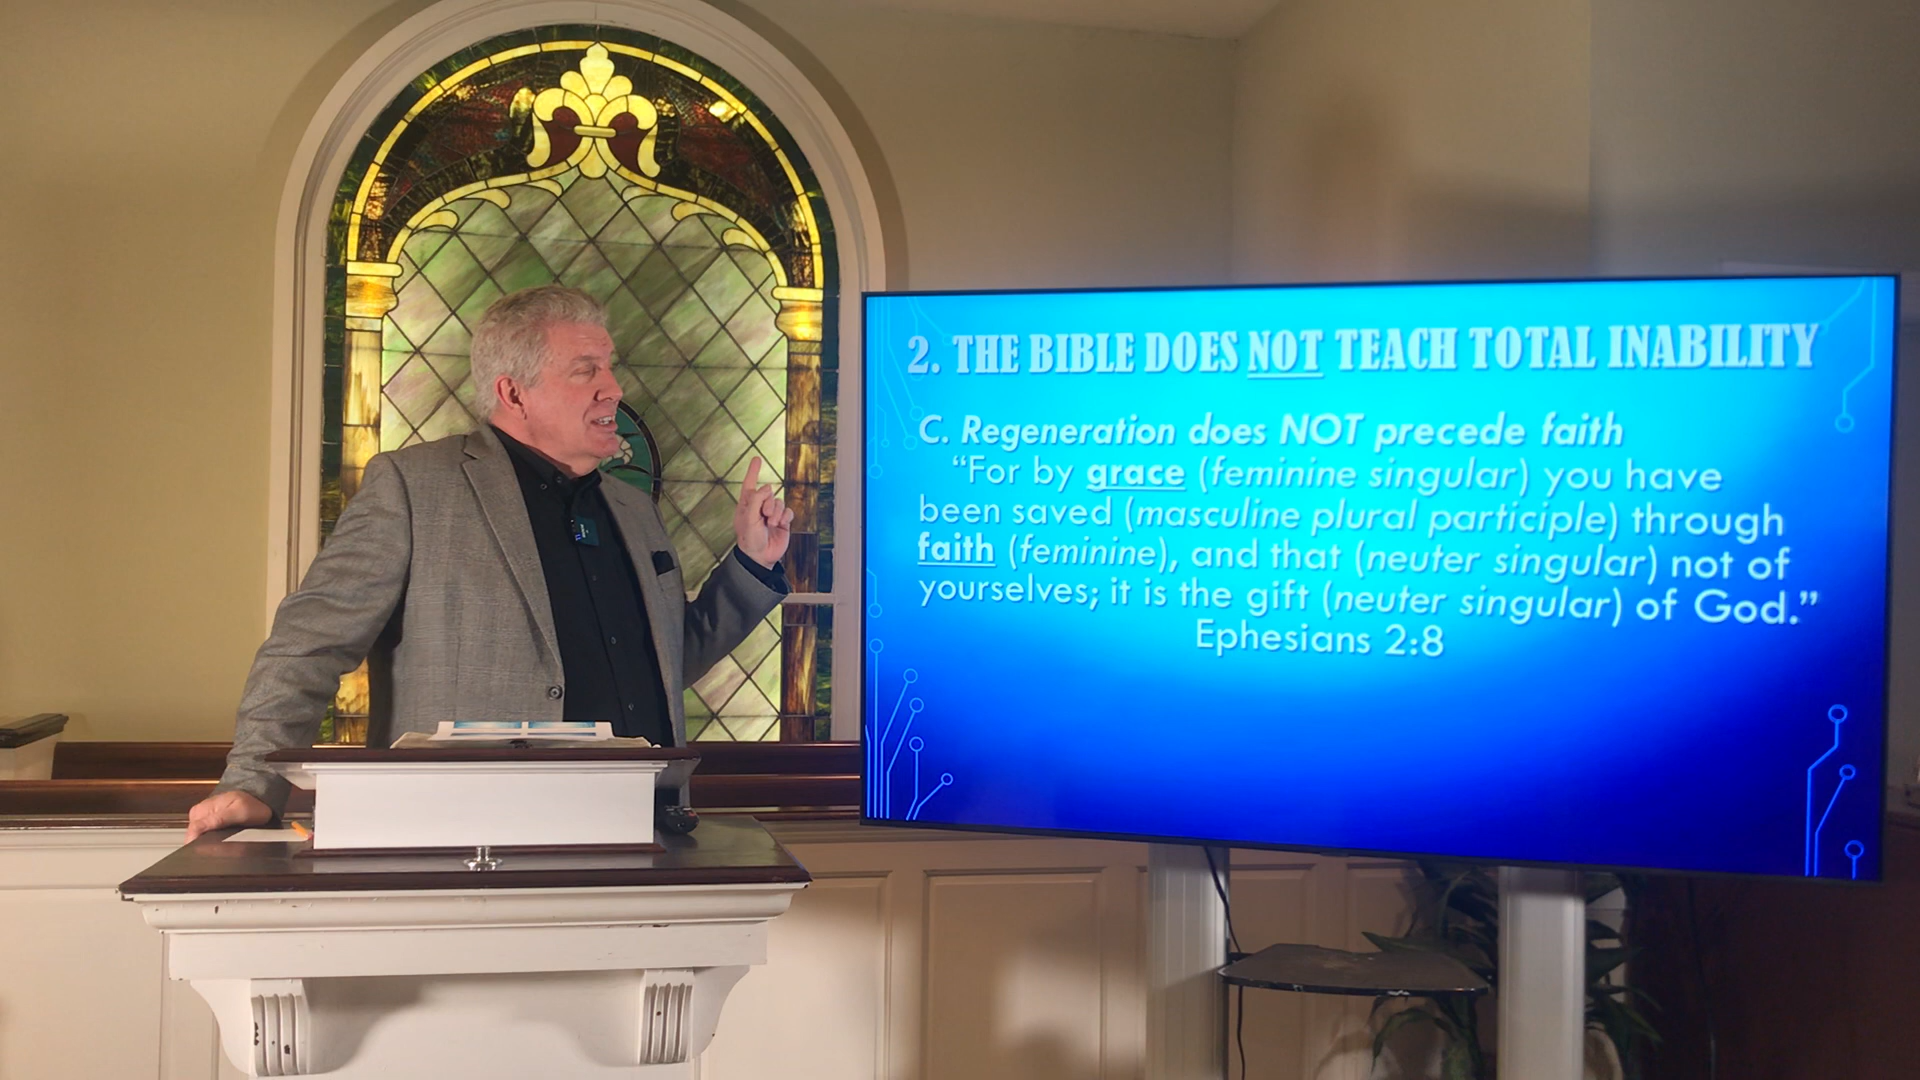 2. THE BIBLE DOES NOT TEACH TOTAL INABILITY
C. Regeneration does NOT precede faith
“For by grace (feminine singular) you have
been saved (masculine plural participle) through
faith (feminine), and that (neuter singular) not of
yourselves; it is the gift (neuter singular) of God.”
Ephesians 2:8